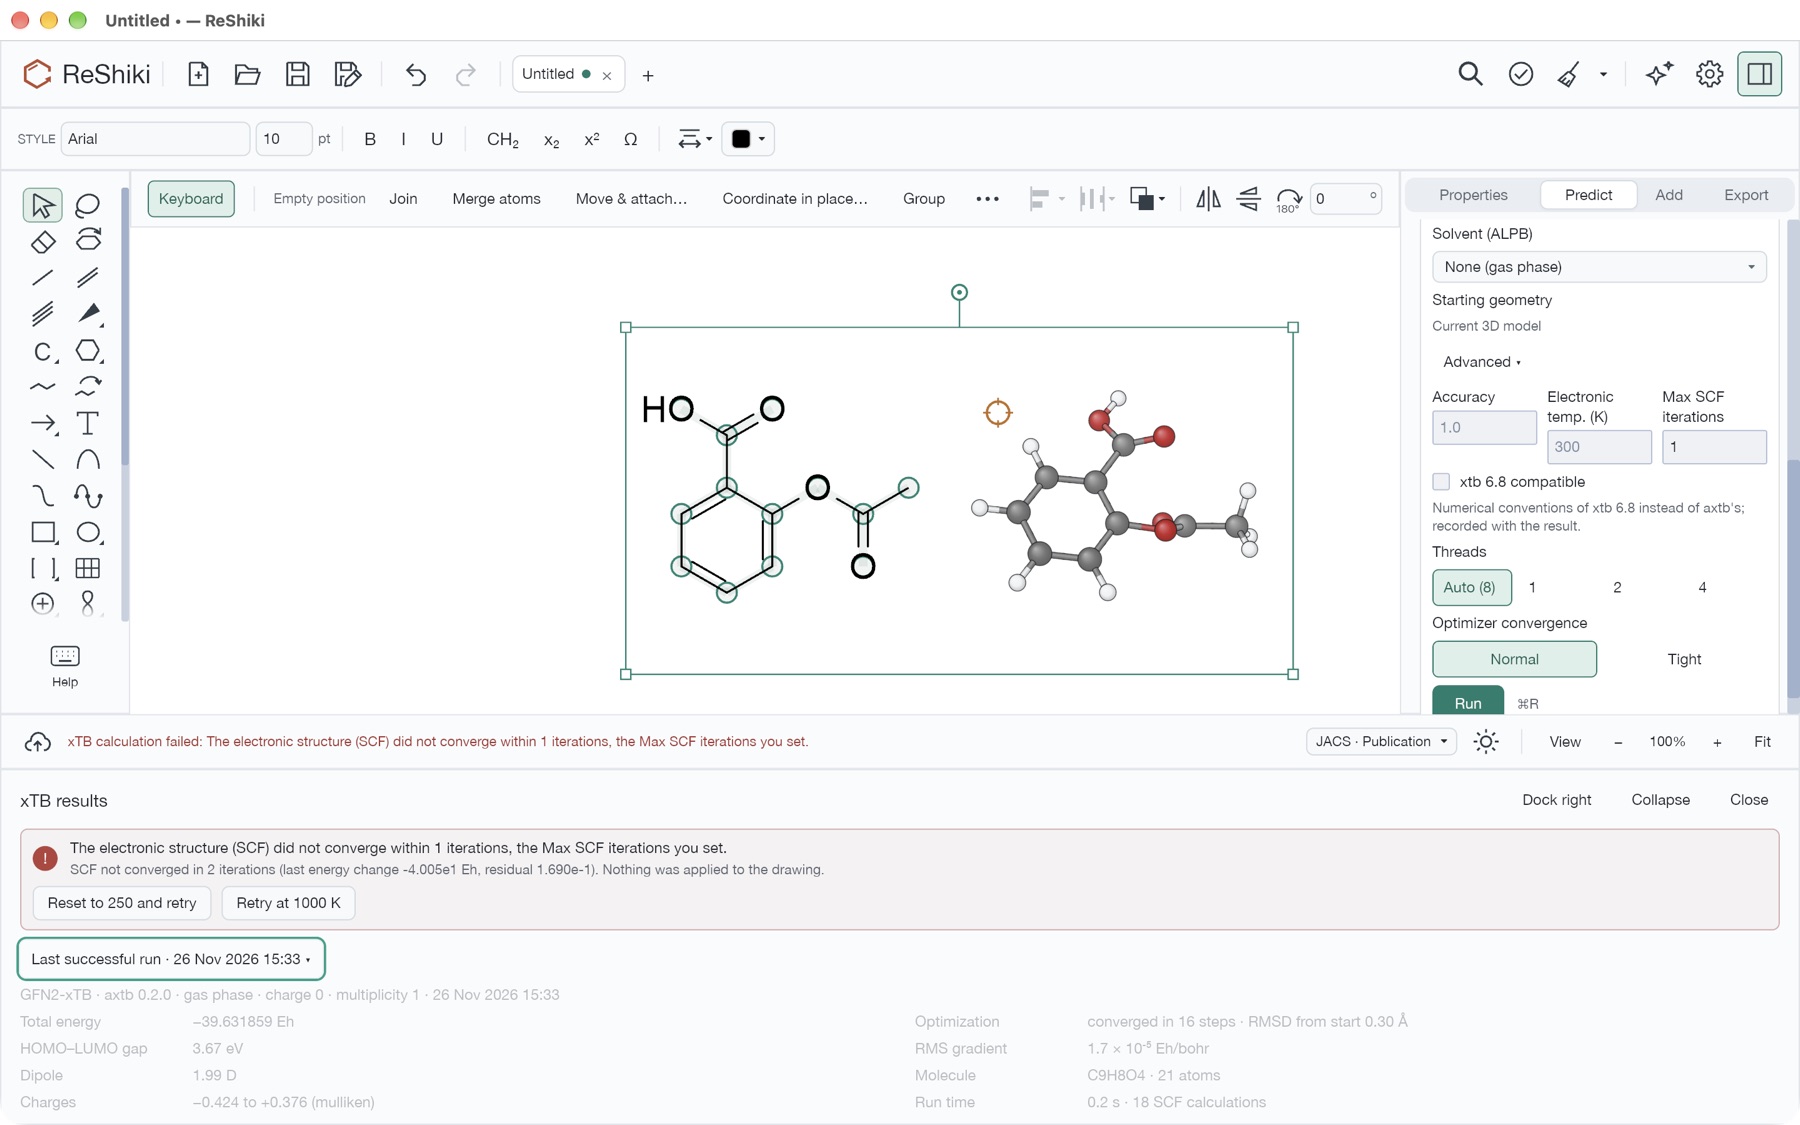 Untitled • — ReShiki
ReShiki
Untitled
STYLE Arial 10 pt B I U CH₂ x₂ x² Ω
Keyboard Empty position Join Merge atoms Move & attach… Coordinate in place… Group 180° 0 °
Properties Predict Add Export
Solvent (ALPB)
None (gas phase)
Starting geometry
Current 3D model
Advanced
Accuracy
Electronic temp. (K)
Max SCF iterations
1.0 300 1
xtb 6.8 compatible
Numerical conventions of xtb 6.8 instead of axtb's;
recorded with the result.
Threads
Auto (8) 1 2 4
Optimizer convergence
Normal Tight
Run ⌘R
C
T
Help
HO O
O
O
xTB calculation failed: The electronic structure (SCF) did not converge within 1 iterations, the Max SCF iterations you set.
JACS · Publication View − 100% + Fit
xTB results
Dock right Collapse Close
! The electronic structure (SCF) did not converge within 1 iterations, the Max SCF iterations you set.
SCF not converged in 2 iterations (last energy change -4.005e1 Eh, residual 1.690e-1). Nothing was applied to the drawing.
Reset to 250 and retry Retry at 1000 K
Last successful run · 26 Nov 2026 15:33
GFN2-xTB · axtb 0.2.0 · gas phase · charge 0 · multiplicity 1 · 26 Nov 2026 15:33
Total energy −39.631859 Eh Optimization converged in 16 steps · RMSD from start 0.30 Å
HOMO–LUMO gap 3.67 eV RMS gradient 1.7 × 10⁻⁵ Eh/bohr
Dipole 1.99 D Molecule C9H8O4 · 21 atoms
Charges −0.424 to +0.376 (mulliken) Run time 0.2 s · 18 SCF calculations